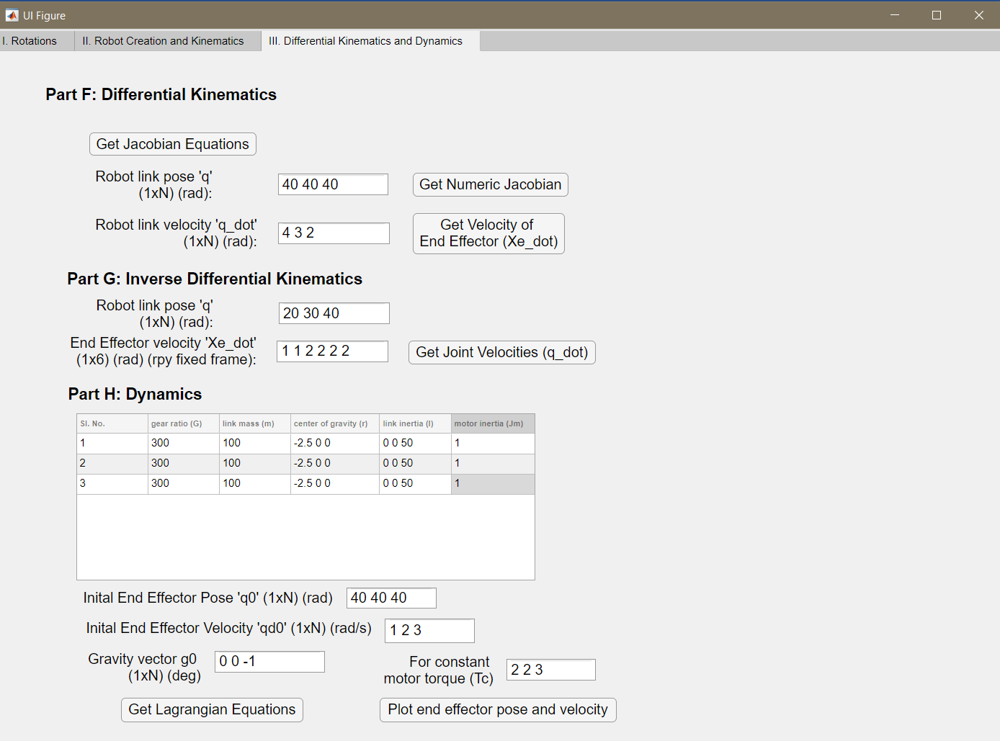 UI Figure
I. Rotations
II. Robot Creation and Kinematics
III. Differential Kinematics and Dynamics
Part F: Differential Kinematics
Get Jacobian Equations
Robot link pose 'q'
(1xN) (rad):
40 40 40
Get Numeric Jacobian
Robot link velocity 'q_dot'
(1xN) (rad):
4 3 2
Get Velocity of
End Effector (Xe_dot)
Part G: Inverse Differential Kinematics
Robot link pose 'q'
(1xN) (rad):
20 30 40
End Effector velocity 'Xe_dot'
(1x6) (rad) (rpy fixed frame):
1 1 2 2 2 2
Get Joint Velocities (q_dot)
Part H: Dynamics
Sl. No. gear ratio (G) link mass (m) center of gravity (r) link inertia (I) motor inertia (Jm)
1 300 100 -2.5 0 0 0 0 50 1
2 300 100 -2.5 0 0 0 0 50 1
3 300 100 -2.5 0 0 0 0 50 1
Inital End Effector Pose 'q0' (1xN) (rad)
40 40 40
Inital End Effector Velocity 'qd0' (1xN) (rad/s)
1 2 3
Gravity vector g0
(1xN) (deg)
0 0 -1
For constant
motor torque (Tc)
2 2 3
Get Lagrangian Equations
Plot end effector pose and velocity